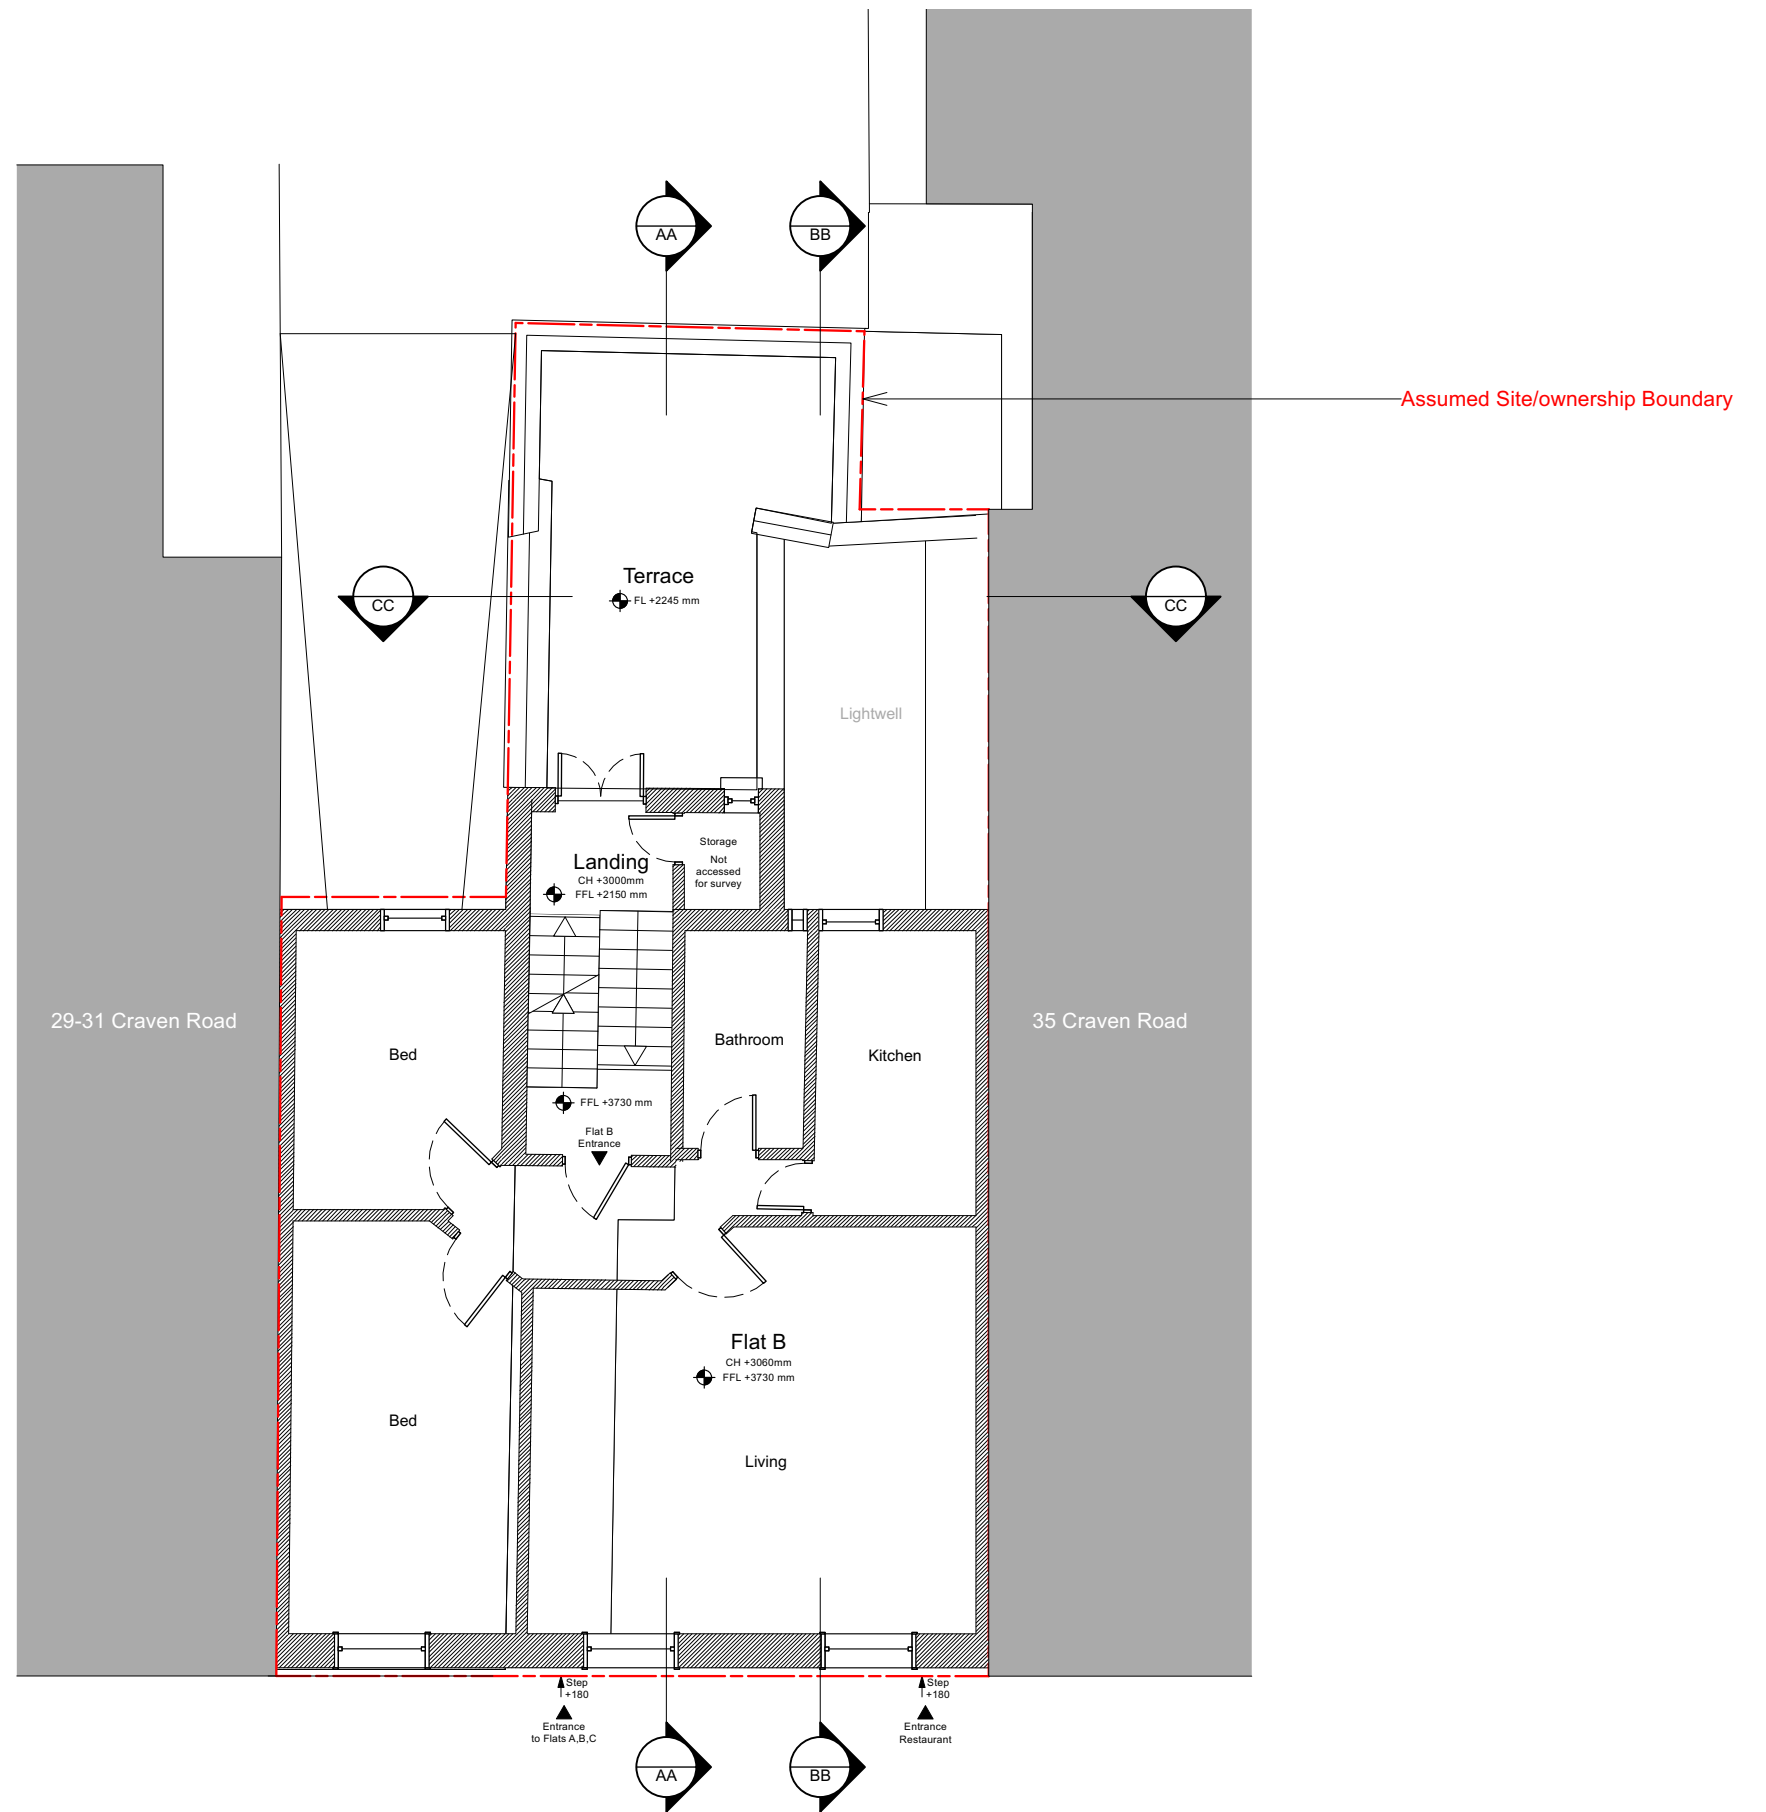 AA
BB
Assumed Site/ownership Boundary
Terrace
FL +2245 mm
CC
CC
Lightwell
Storage
Not
accessed
for survey
Landing
CH +3000mm
FFL +2150 mm
29-31 Craven Road
35 Craven Road
Bed
Bathroom
Kitchen
FFL +3730 mm
Flat B
Entrance
Flat B
CH +3060mm
FFL +3730 mm
Bed
Living
Step
+180
Step
+180
Entrance
to Flats A,B,C
Entrance
Restaurant
AA
BB